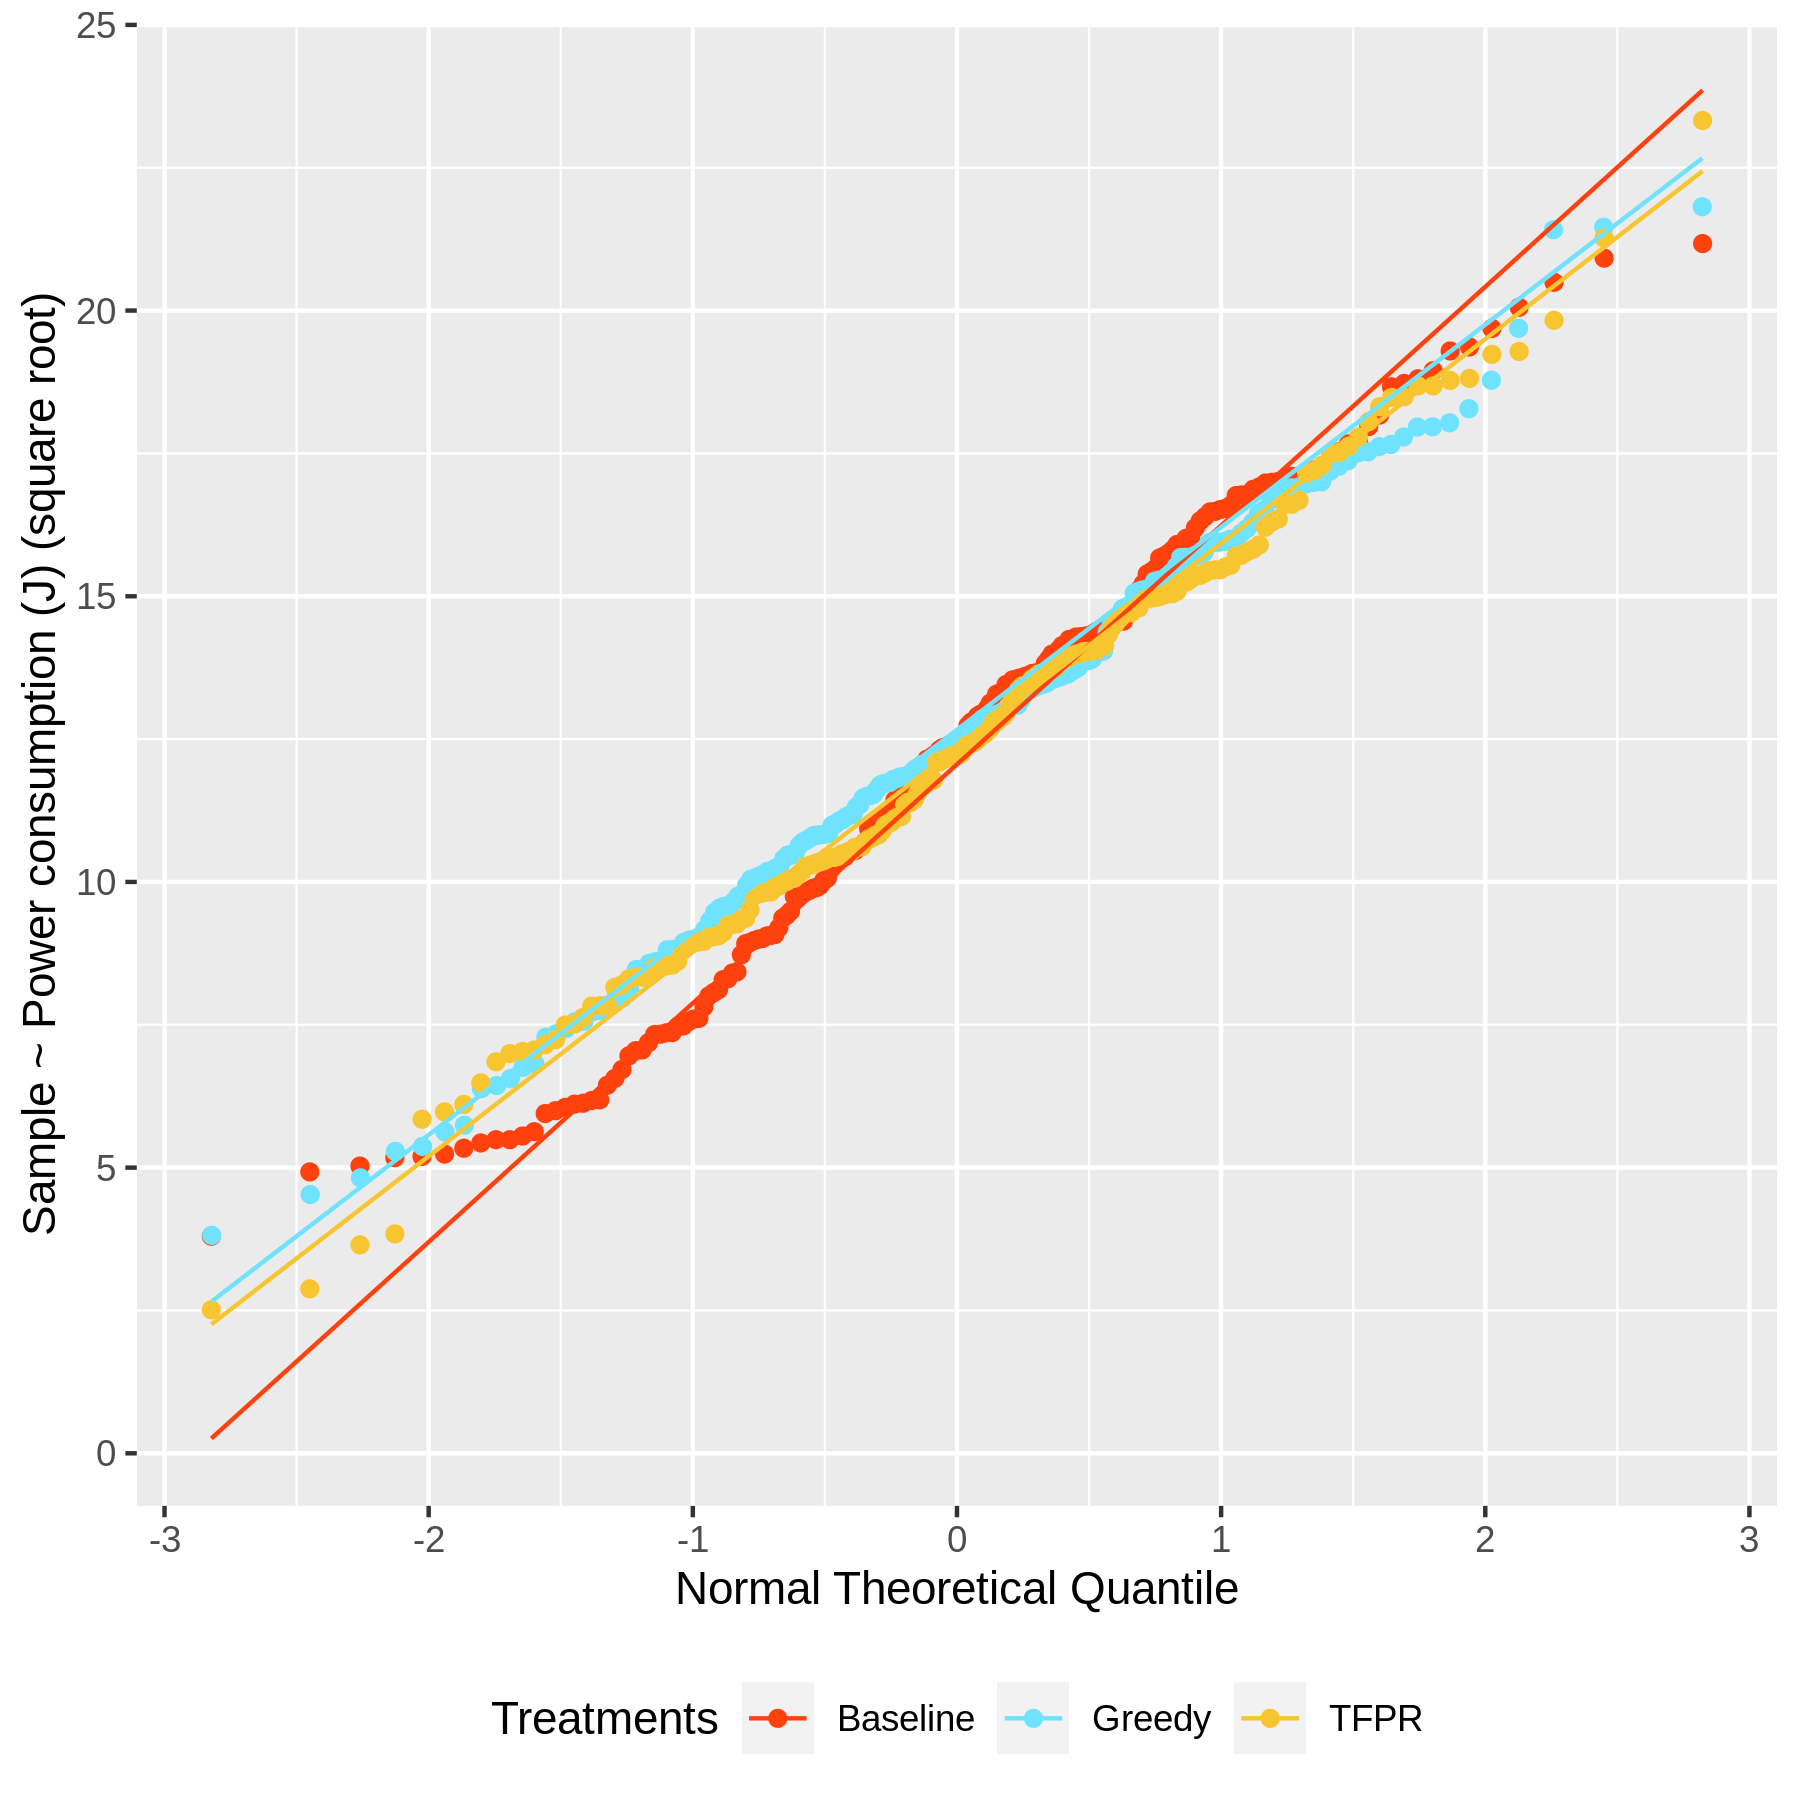 25
20
15
10
5
0
Sample ~ Power consumption (J) (square root)
-3 -2 -1 0 1 2 3
Normal Theoretical Quantile
Treatments Baseline Greedy TFPR